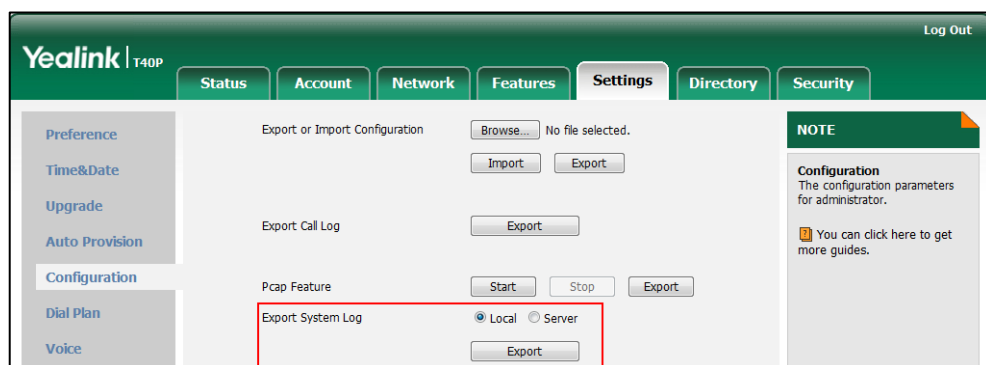 Log Out
Yealink | T40P
Status Account Network Features Settings Directory Security
Preference
Time&Date
Upgrade
Auto Provision
Configuration
Dial Plan
Voice
Export or Import Configuration Browse... No file selected.
Import Export
Export Call Log Export
Pcap Feature Start Stop Export
Export System Log Local Server
Export
NOTE
Configuration
The configuration parameters
for administrator.
You can click here to get
more guides.